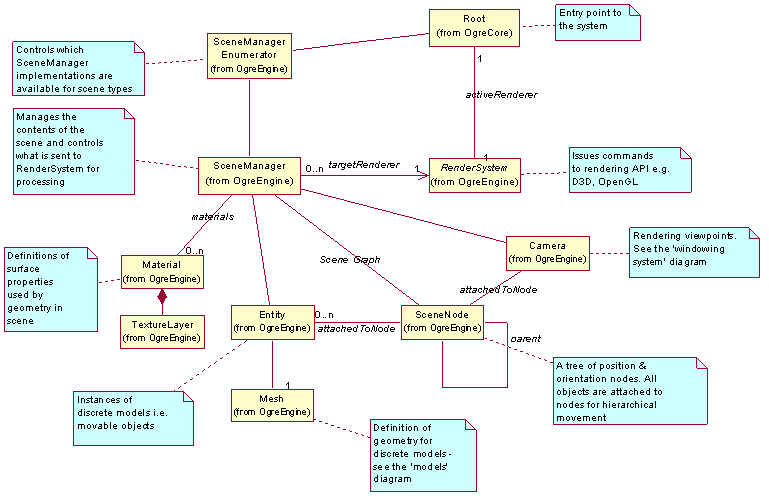 Root
(from OgreCore)
Entry point to
the system
Controls which
SceneManager
implementations are
available for scene types
SceneManager
Enumerator
(from OgreEngine)
1
activeRenderer
Manages the
contents of the
scene and controls
what is sent to
RenderSystem for
processing
SceneManager
(from OgreEngine)
0..n
targetRenderer
1
1
RenderSystem
(from OgreEngine)
Issues commands
to rendering API e.g.
D3D, OpenGL
materials
0..n
Scene Graph
Camera
(from OgreEngine)
Rendering viewpoints.
See the 'windowing
system' diagram
Definitions of
surface
properties
used by
geometry in
scene
Material
(from OgreEngine)
TextureLayer
(from OgreEngine)
attachedToNode
Entity
(from OgreEngine)
0..n
attachedToNode
SceneNode
(from OgreEngine)
parent
A tree of position &
orientation nodes. All
objects are attached to
nodes for hierarchical
movement
Instances of
discrete models i.e.
movable objects
1
Mesh
(from OgreEngine)
Definition of
geometry for
discrete models -
see the 'models'
diagram